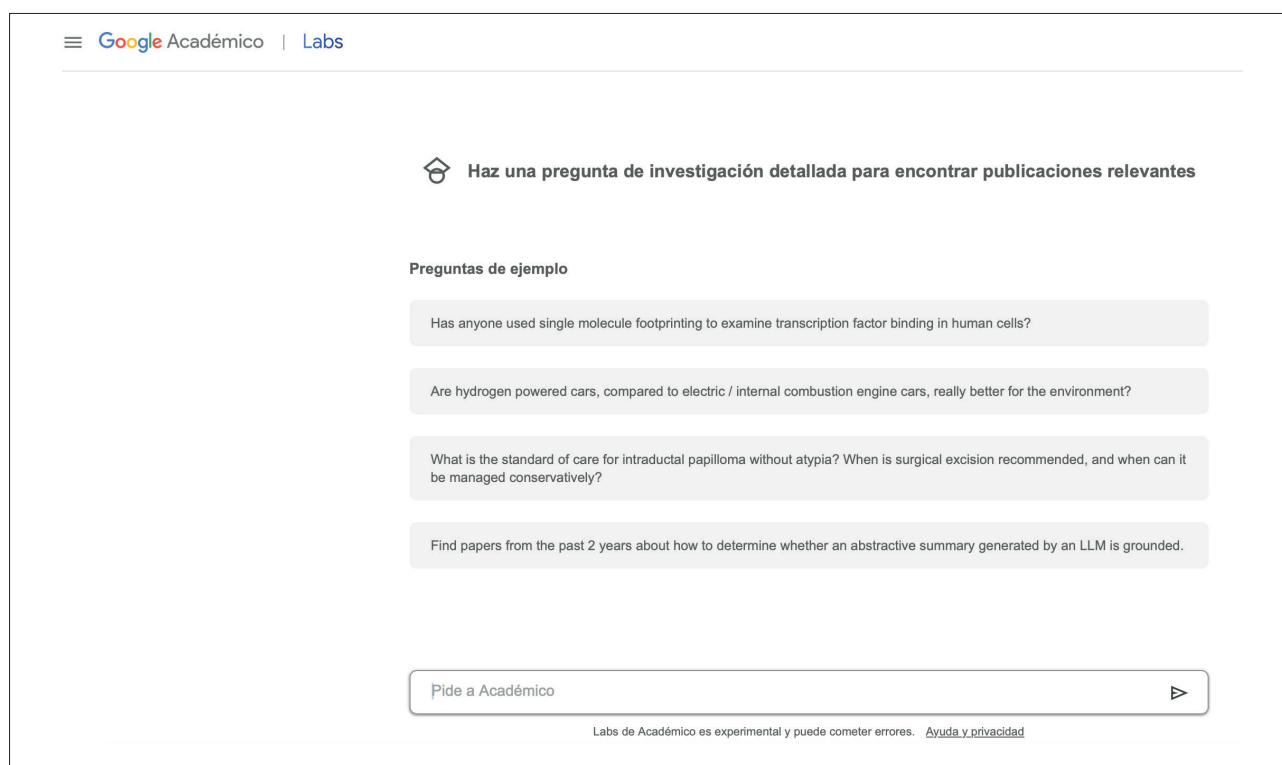 Google Académico | Labs
Haz una pregunta de investigación detallada para encontrar publicaciones relevantes
Preguntas de ejemplo
Has anyone used single molecule footprinting to examine transcription factor binding in human cells?
Are hydrogen powered cars, compared to electric / internal combustion engine cars, really better for the environment?
What is the standard of care for intraductal papilloma without atypia? When is surgical excision recommended, and when can it
be managed conservatively?
Find papers from the past 2 years about how to determine whether an abstractive summary generated by an LLM is grounded.
Pide a Académico
Labs de Académico es experimental y puede cometer errores. Ayuda y privacidad